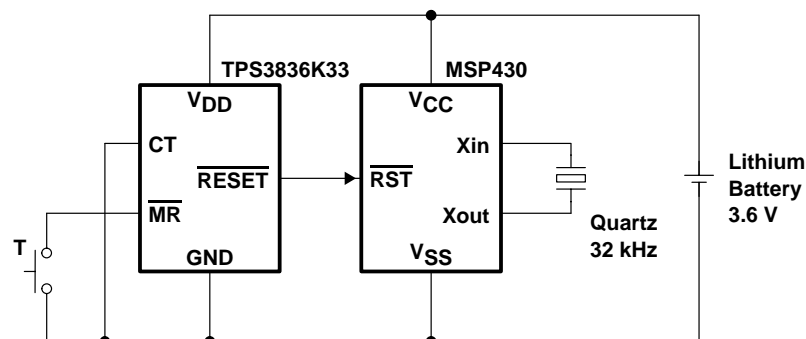 TPS3836K33
MSP430
VDD
VCC
CT
Xin
RESET
RST
MR
Xout
GND
VSS
T
Quartz
32 kHz
Lithium
Battery
3.6 V